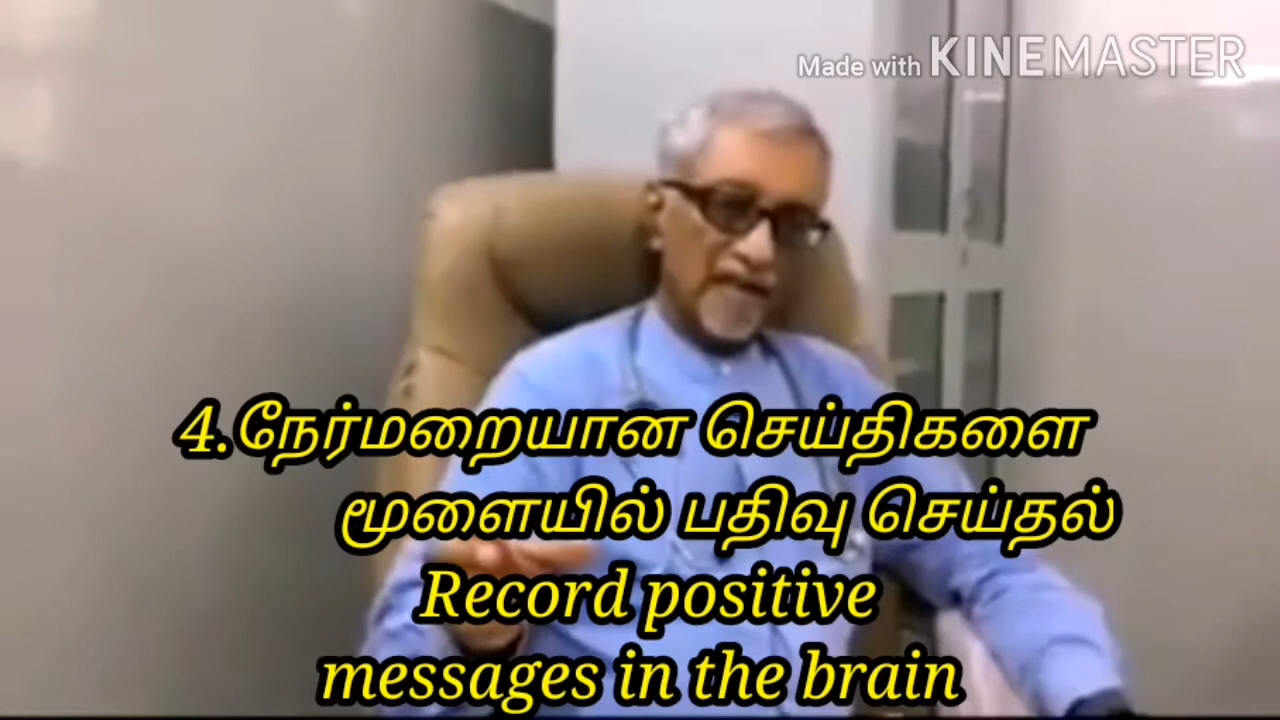 Made with KINEMASTER
4.நேர்மறையான செய்திகளை
மூளையில் பதிவு செய்தல்
Record positive
messages in the brain